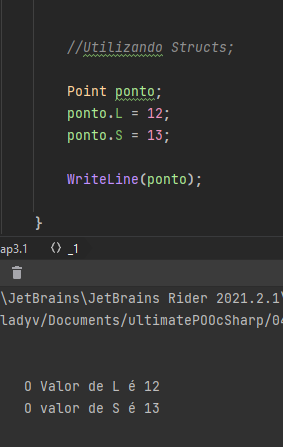 //Utilizando Structs;
Point ponto;
ponto.L = 12;
ponto.S = 13;
WriteLine(ponto);
}
ap3.1 _1
\JetBrains\JetBrains Rider 2021.2.1\
ladyv/Documents/ultimatePOOcSharp/04
O Valor de L é 12
O valor de S é 13